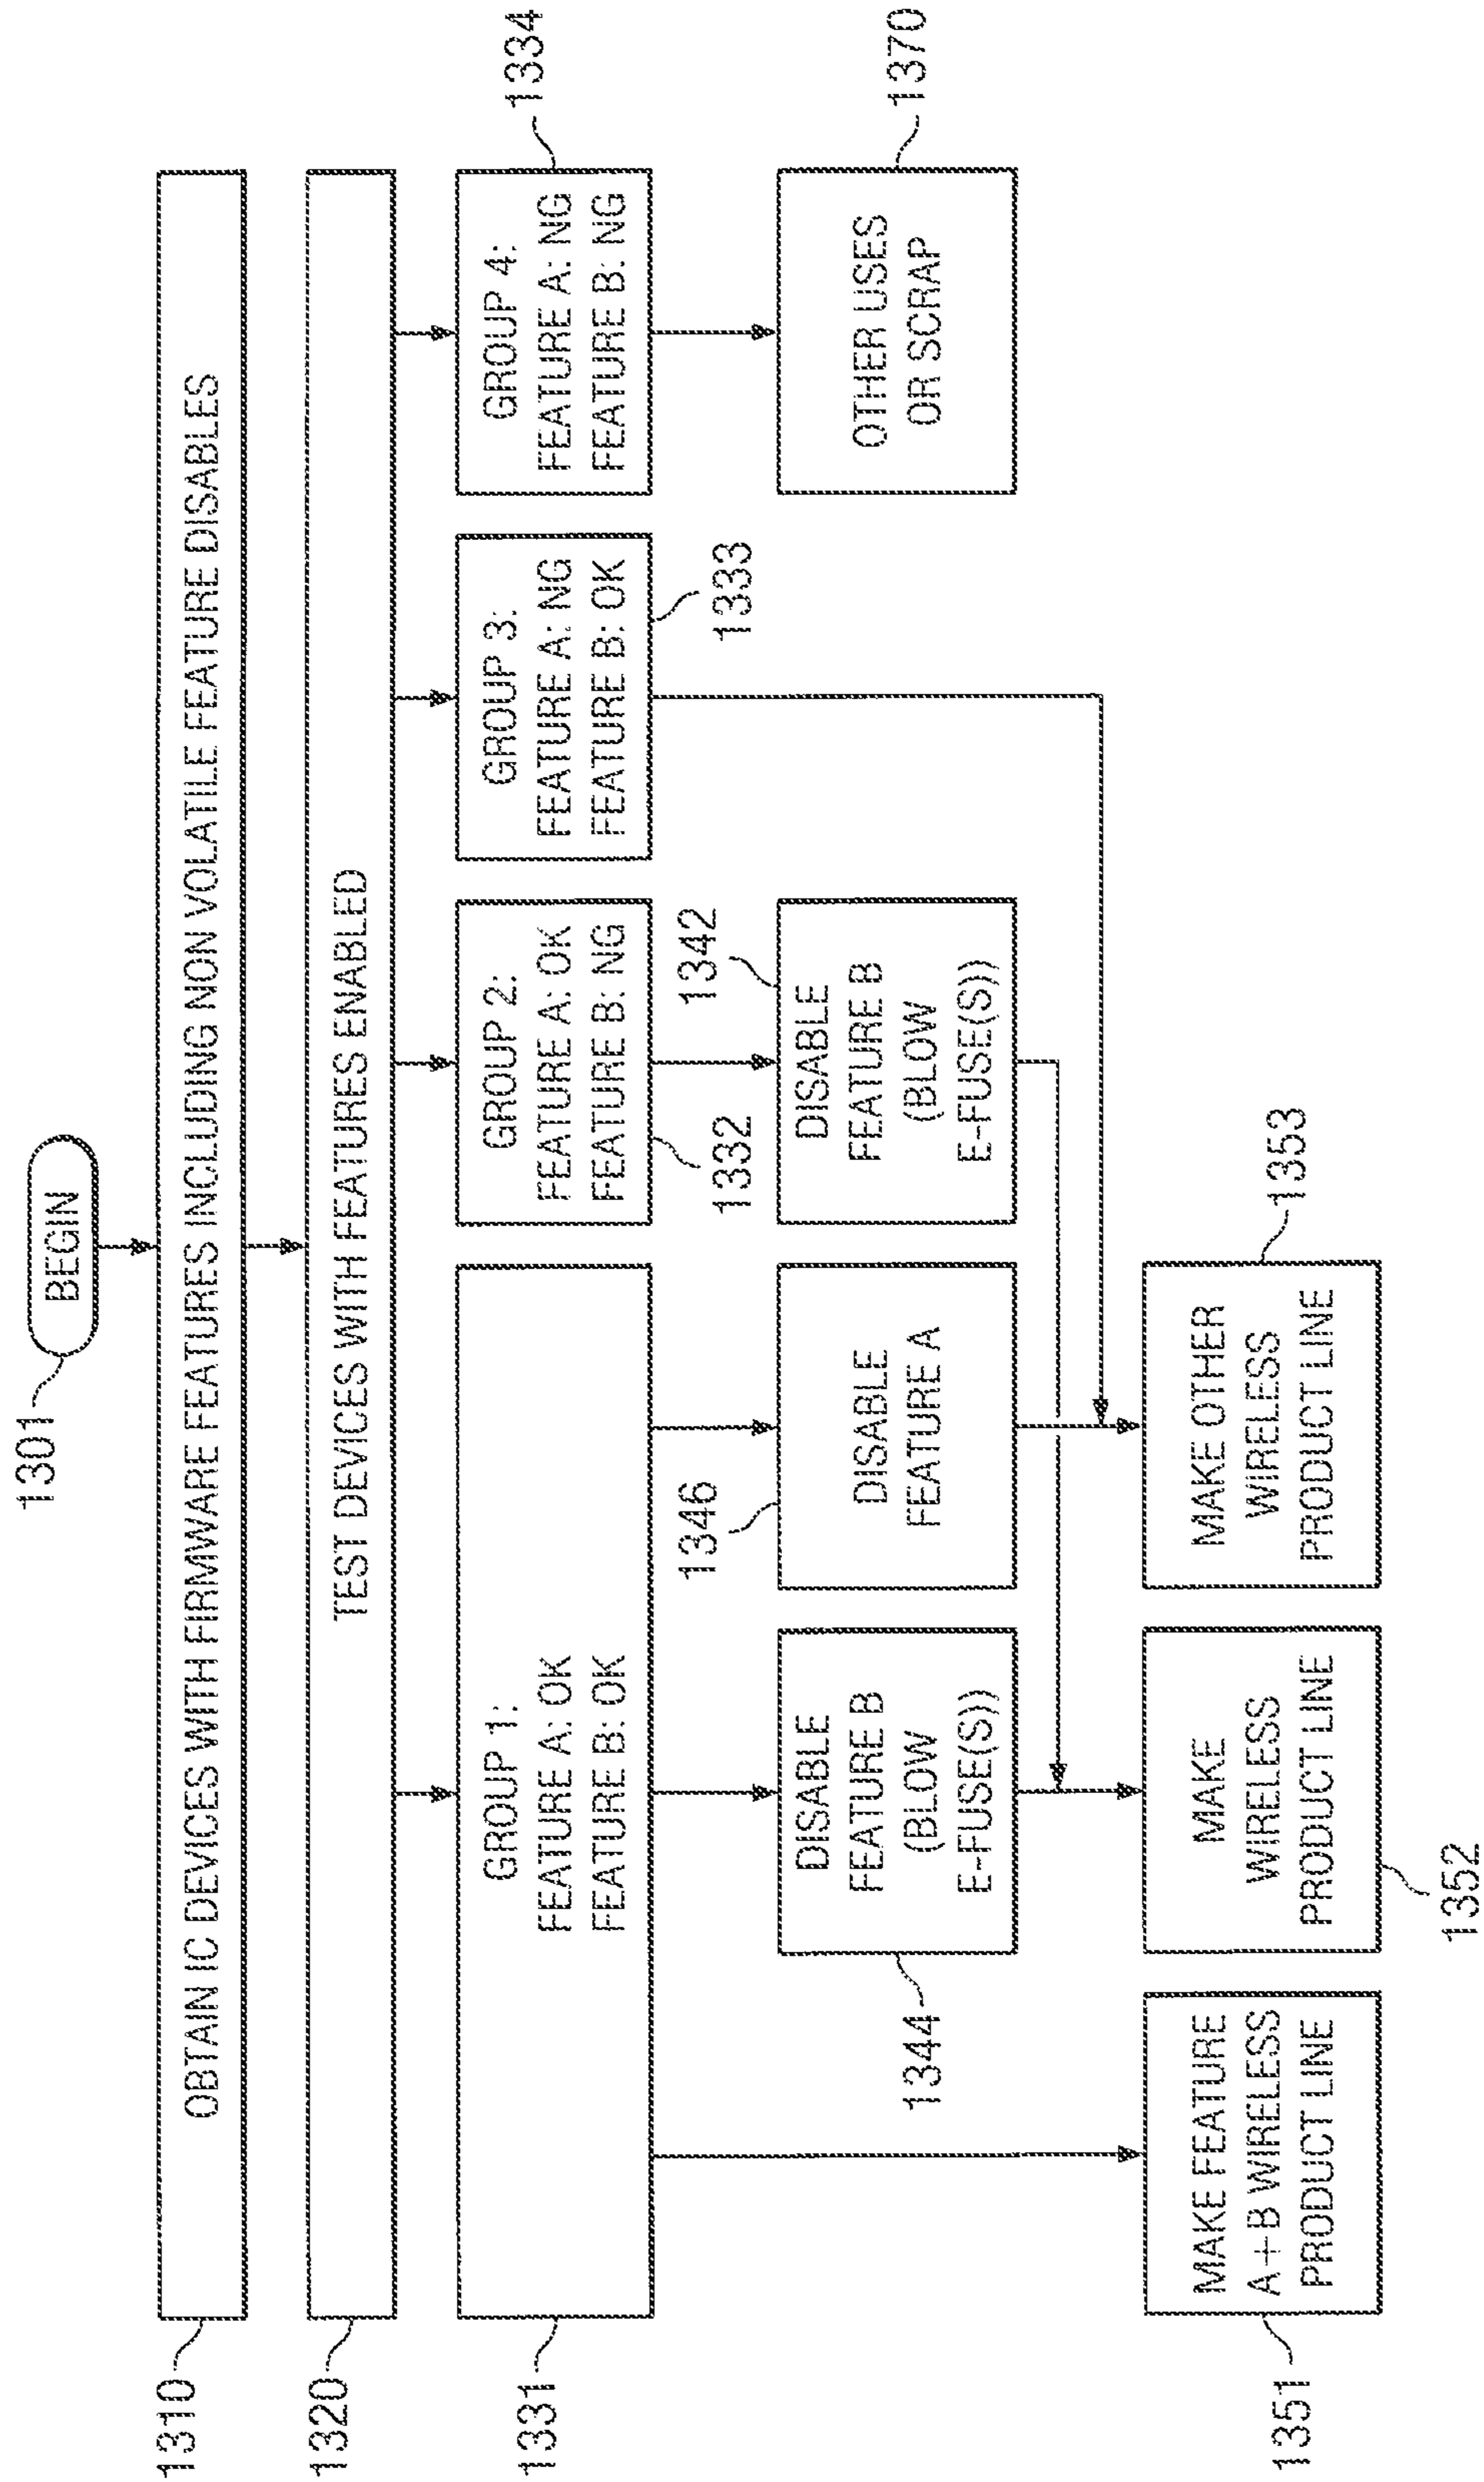 1301
BEGIN
1310
OBTAIN IC DEVICES WITH FIRMWARE FEATURES INCLUDING NON VOLATILE FEATURE DISABLES
1320
TEST DEVICES WITH FEATURES ENABLED
1331
GROUP 1:
FEATURE A: OK
FEATURE B: OK
GROUP 2:
FEATURE A: OK
FEATURE B: NG
1332
GROUP 3:
FEATURE A: NG
FEATURE B: OK
1333
GROUP 4:
FEATURE A: NG
FEATURE B: NG
1334
1344
DISABLE
FEATURE B
(BLOW
E-FUSE(S))
1346
DISABLE
FEATURE A
1342
DISABLE
FEATURE B
(BLOW
E-FUSE(S))
OTHER USES
OR SCRAP
1370
1351
MAKE FEATURE
A+B WIRELESS
PRODUCT LINE
MAKE
WIRELESS
PRODUCT LINE
1352
MAKE OTHER
WIRELESS
PRODUCT LINE
1353